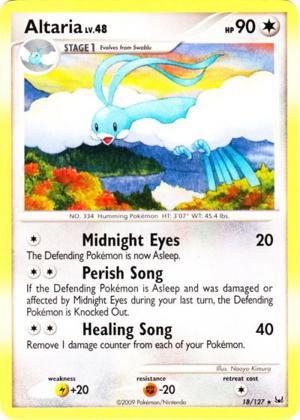 Altaria LV.48 HP 90
STAGE 1 Evolves from Swablu
NO. 334 Humming Pokémon HT: 3'07" WT: 45.4 lbs.
Midnight Eyes 20
The Defending Pokémon is now Asleep.
Perish Song
If the Defending Pokémon is Asleep and was damaged or
affected by Midnight Eyes during your last turn, the Defending
Pokémon is Knocked Out.
Healing Song 40
Remove 1 damage counter from each of your Pokémon.
Illus. Naoyo Kimura
weakness resistance retreat cost
+20 -20
©2009 Pokémon/Nintendo 18/127